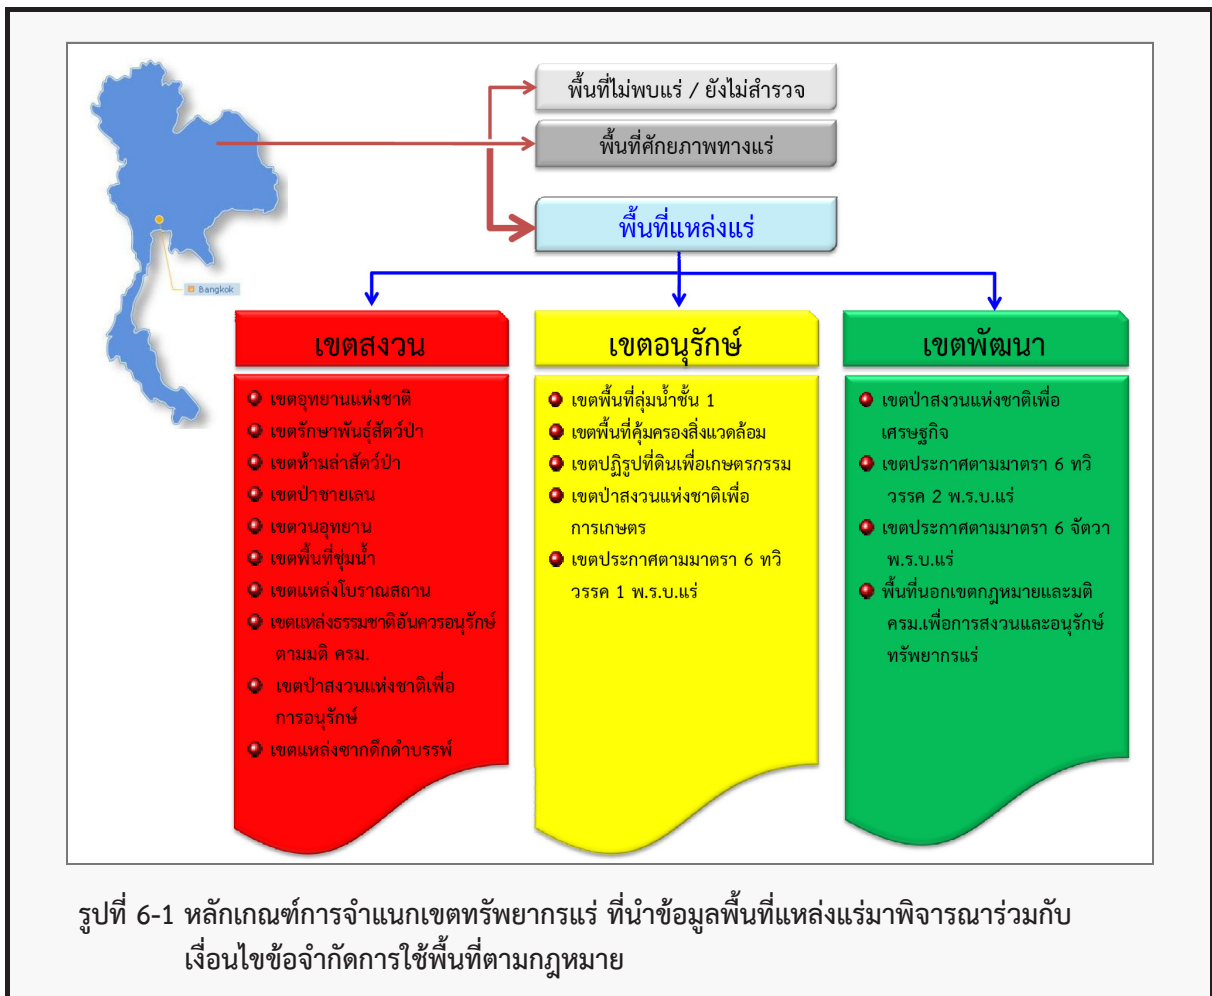 พื้นที่ไม่พบแร่ / ยังไม่สำรวจ
พื้นที่ศักยภาพทางแร่
พื้นที่แหล่งแร่
Bangkok
เขตสงวน
เขตอุทยานแห่งชาติ
เขตรักษาพันธุ์สัตว์ป่า
เขตห้ามล่าสัตว์ป่า
เขตป่าชายเลน
เขตวนอุทยาน
เขตพื้นที่ชุ่มน้ำ
เขตแหล่งโบราณสถาน
เขตแหล่งธรรมชาติอันควรอนุรักษ์
ตามมติ ครม.
เขตป่าสงวนแห่งชาติเพื่อ
การอนุรักษ์
เขตแหล่งซากดึกดำบรรพ์
เขตอนุรักษ์
เขตพื้นที่ลุ่มน้ำชั้น 1
เขตพื้นที่คุ้มครองสิ่งแวดล้อม
เขตปฏิรูปที่ดินเพื่อเกษตรกรรม
เขตป่าสงวนแห่งชาติเพื่อ
การเกษตร
เขตประกาศตามมาตรา 6 ทวิ
วรรค 1 พ.ร.บ.แร่
เขตพัฒนา
เขตป่าสงวนแห่งชาติเพื่อ
เศรษฐกิจ
เขตประกาศตามมาตรา 6 ทวิ
วรรค 2 พ.ร.บ.แร่
เขตประกาศตามมาตรา 6 จัตวา
พ.ร.บ.แร่
พื้นที่นอกเขตกฎหมายและมติ
ครม.เพื่อการสงวนและอนุรักษ์
ทรัพยากรแร่
รูปที่ 6-1 หลักเกณฑ์การจำแนกเขตทรัพยากรแร่ ที่นำข้อมูลพื้นที่แหล่งแร่มาพิจารณาร่วมกับ
เงื่อนไขข้อจำกัดการใช้พื้นที่ตามกฎหมาย